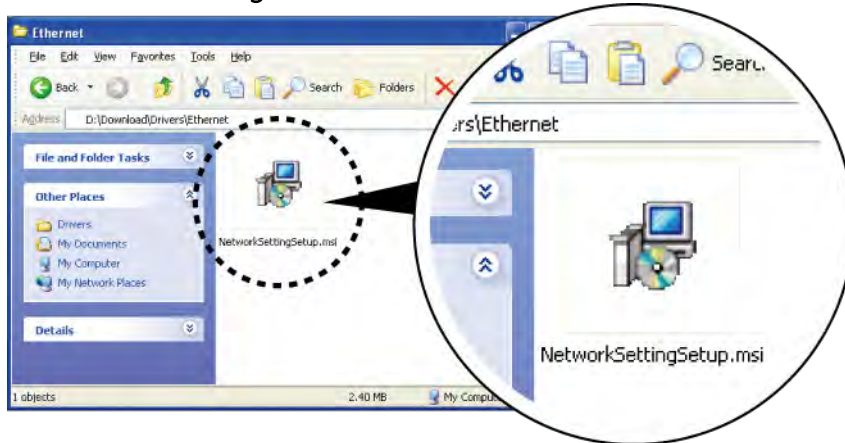 Ethernet
File Edit View Favorites Tools Help
Back Search Folders
Address D:\Download\Drivers\Ethernet
File and Folder Tasks
Other Places
Drivers
My Documents
My Computer
My Network Places
Details
NetworkSettingSetup.msi
1 objects 2.40 MB My Compu
Sear
rs\Ethernet
NetworkSettingSetup.msi